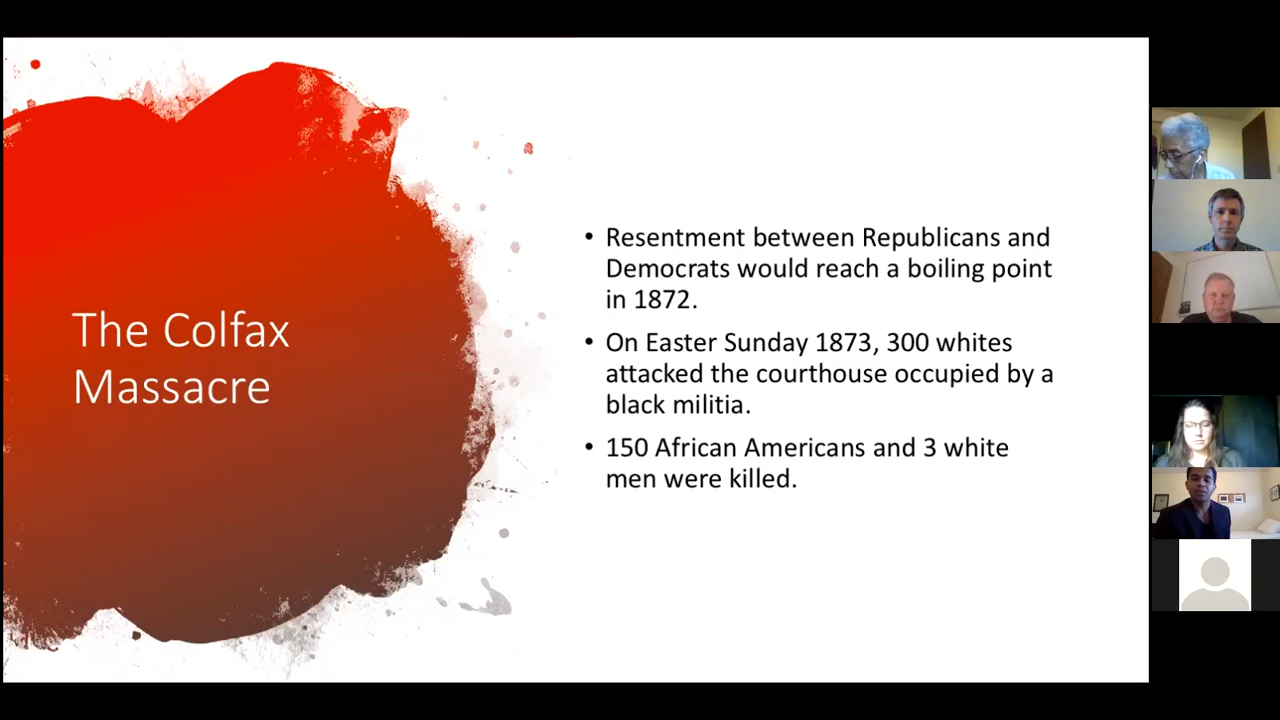 The Colfax
Massacre
• Resentment between Republicans and
Democrats would reach a boiling point
in 1872.
• On Easter Sunday 1873, 300 whites
attacked the courthouse occupied by a
black militia.
• 150 African Americans and 3 white
men were killed.